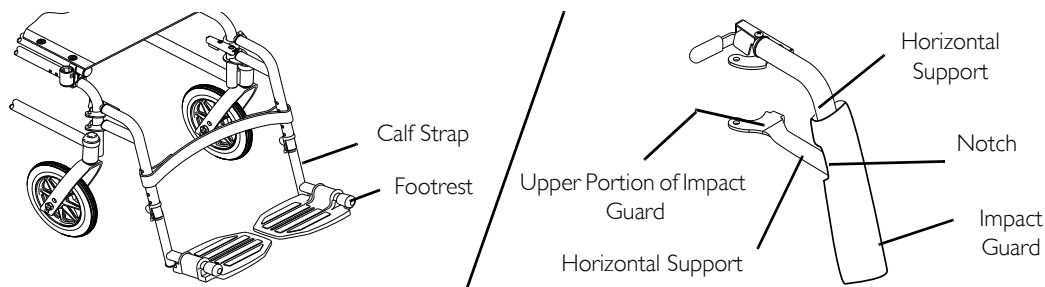 Calf Strap
Footrest
Horizontal
Support
Notch
Upper Portion of Impact
Guard
Impact
Guard
Horizontal Support